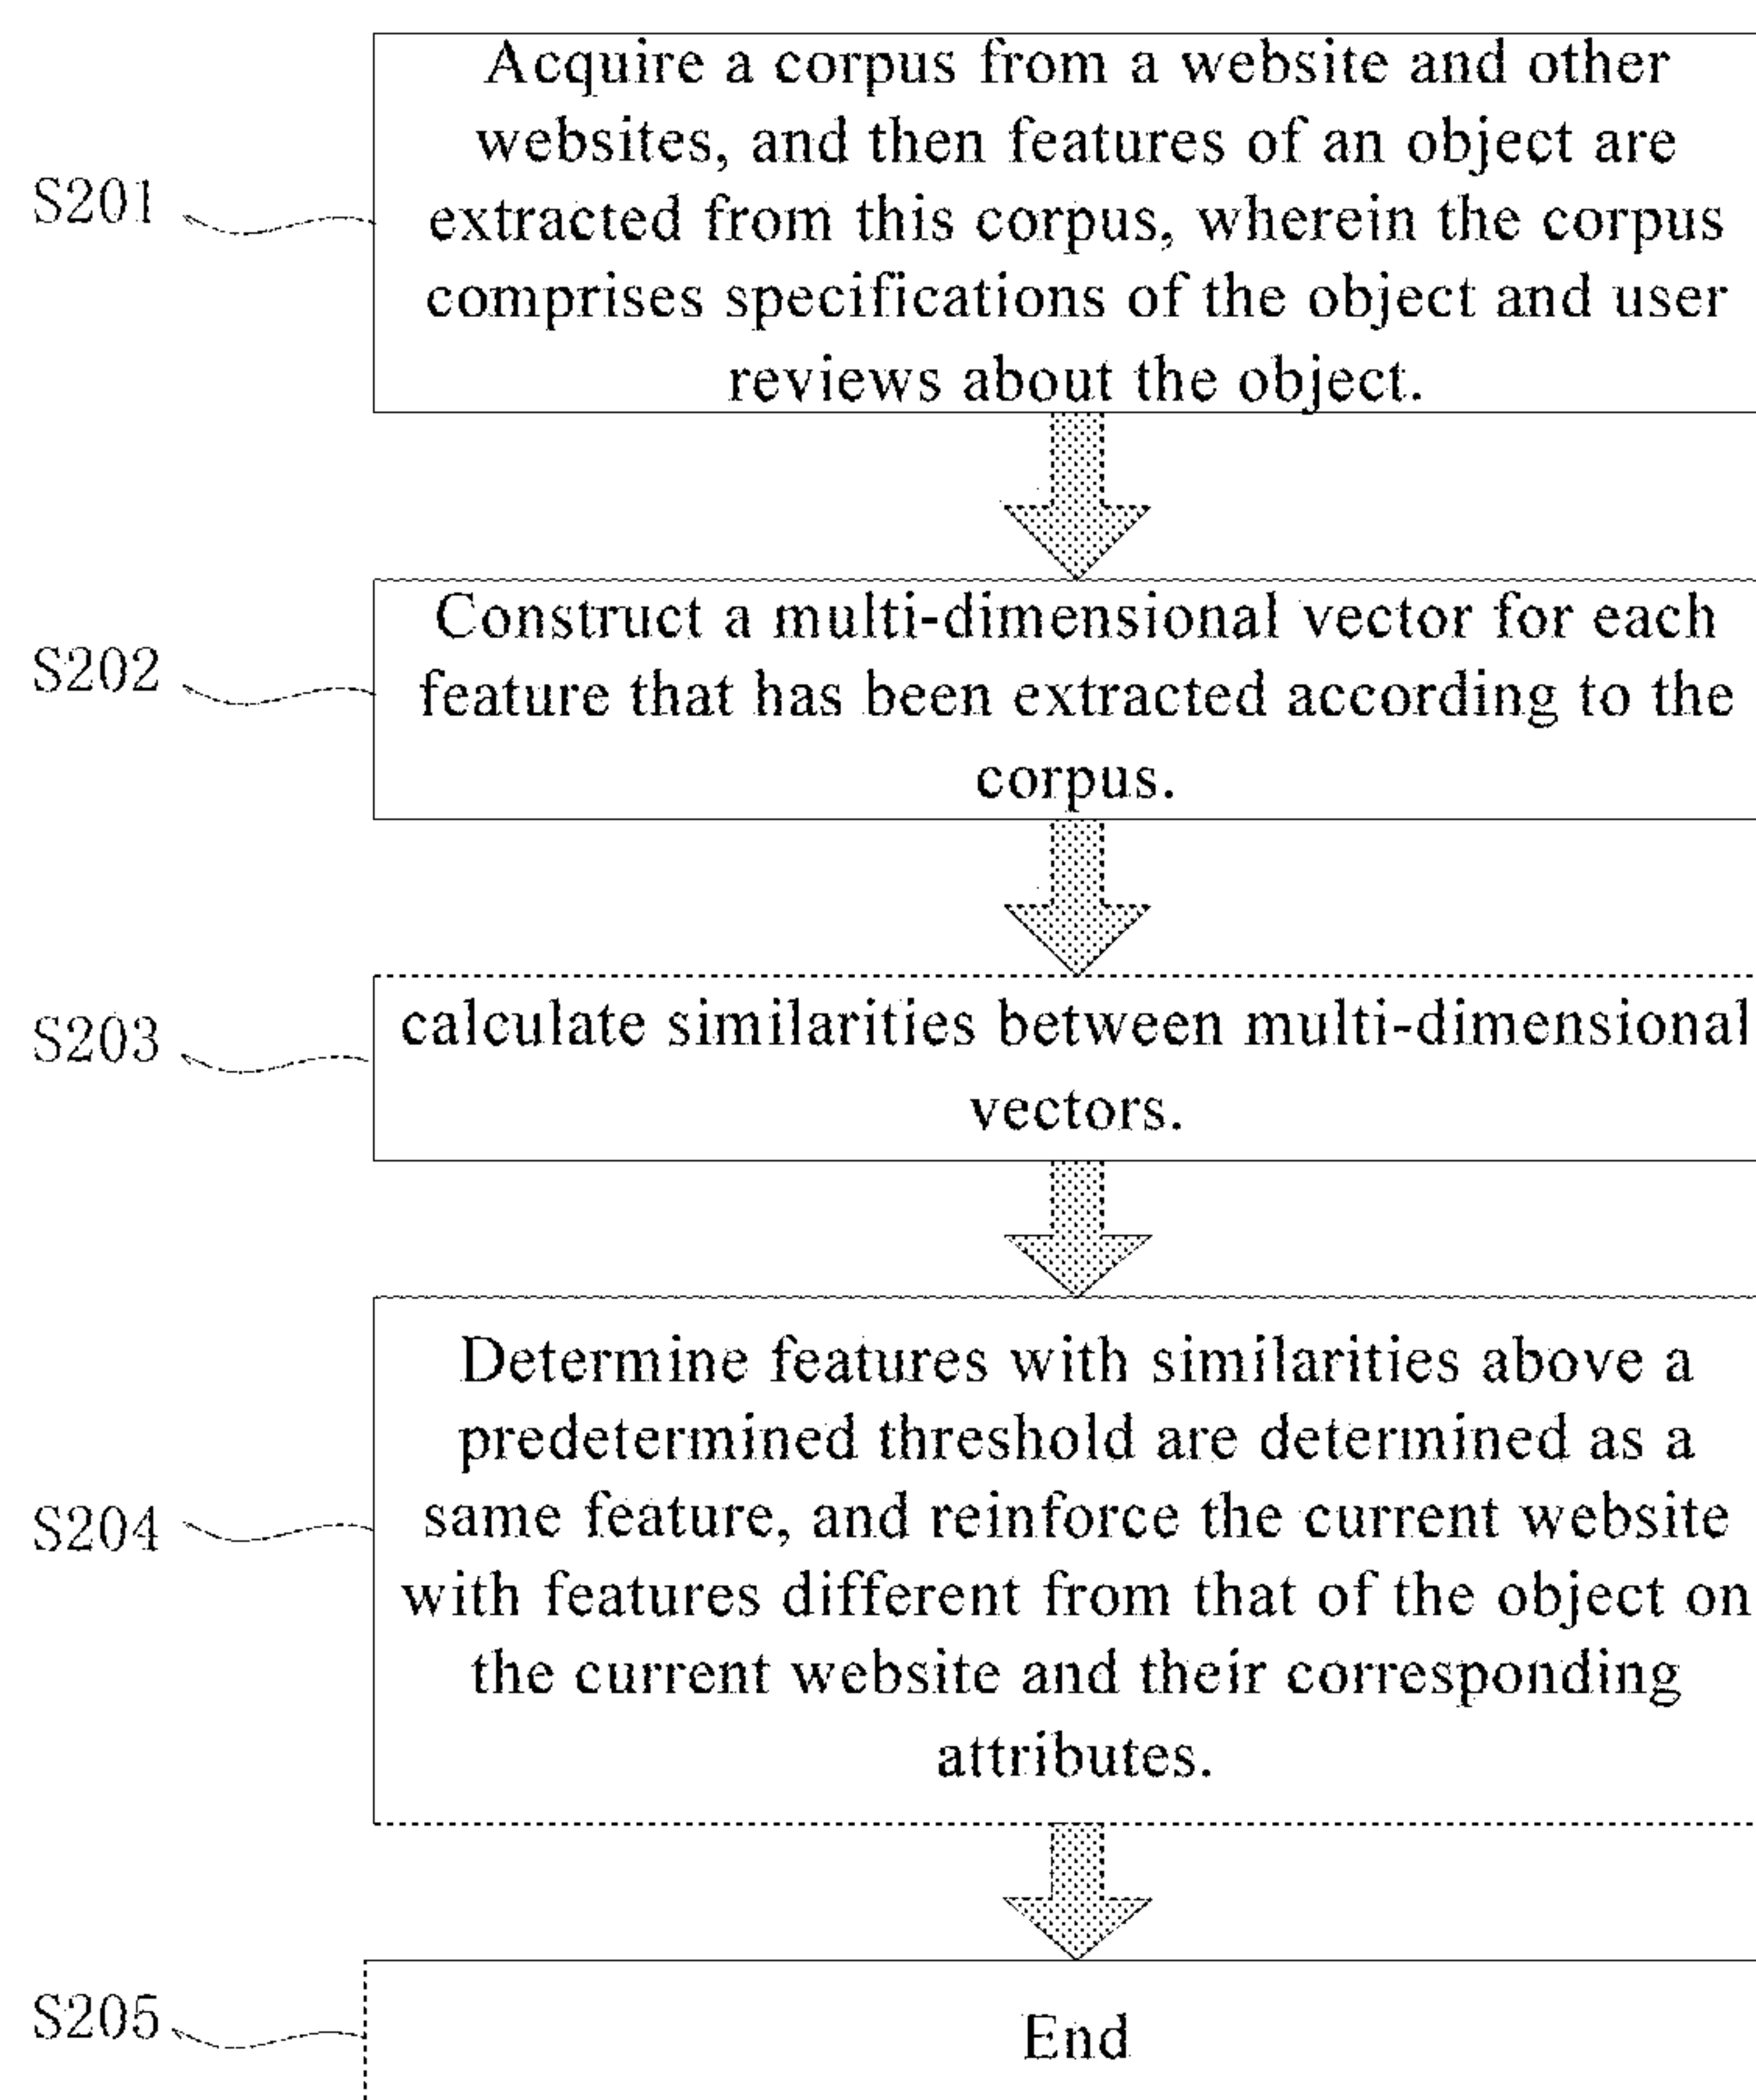 Acquire a corpus from a website and other
websites, and then features of an object are
S201
extracted from this corpus, wherein the corpus
comprises specifications of the object and user
reviews about the object.
Construct a multi-dimensional vector for each
S202
feature that has been extracted according to the
corpus.
S203
calculate similarities between multi-dimensional
vectors.
Determine features with similarities above a
predetermined threshold are determined as a
S204
same feature, and reinforce the current website
with features different from that of the object on
the current website and their corresponding
attributes.
S205
End